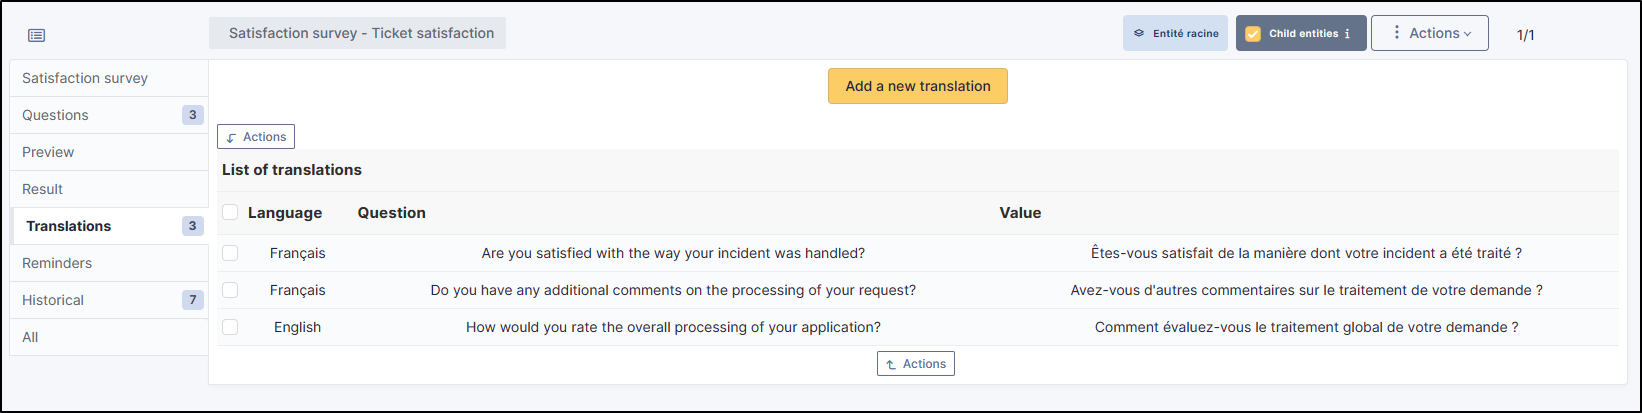 Satisfaction survey - Ticket satisfaction
Entité racine
Child entities i
Actions
1/1
Satisfaction survey
Questions 3
Preview
Result
Translations 3
Reminders
Historical 7
All
Add a new translation
Actions
List of translations
Language Question Value
Français Are you satisfied with the way your incident was handled? Êtes-vous satisfait de la manière dont votre incident a été traité ?
Français Do you have any additional comments on the processing of your request? Avez-vous d'autres commentaires sur le traitement de votre demande ?
English How would you rate the overall processing of your application? Comment évaluez-vous le traitement global de votre demande ?
Actions